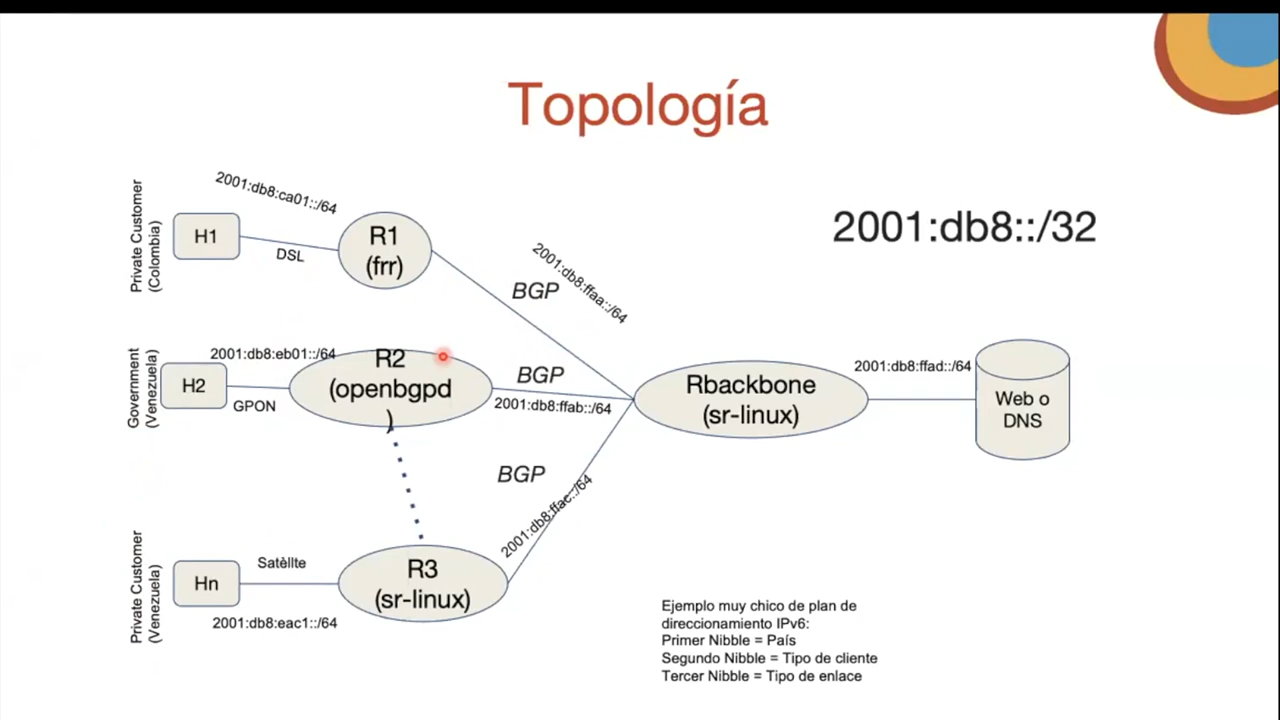 Topología
2001:db8::/32
Private Customer
(Colombia)
H1
2001:db8:ca01::/64
DSL
R1
(frr)
BGP
2001:db8:ffaa::/64
Government
(Venezuela)
H2
2001:db8:eb01::/64
GPON
R2
(openbgpd
)
BGP
2001:db8:ffab::/64
Rbackbone
(sr-linux)
2001:db8:ffad::/64
Web o
DNS
BGP
2001:db8:ffac::/64
Private Customer
(Venezuela)
Hn
Satèllte
2001:db8:eac1::/64
R3
(sr-linux)
Ejemplo muy chico de plan de
direccionamiento IPv6:
Primer Nibble = País
Segundo Nibble = Tipo de cliente
Tercer Nibble = Tipo de enlace